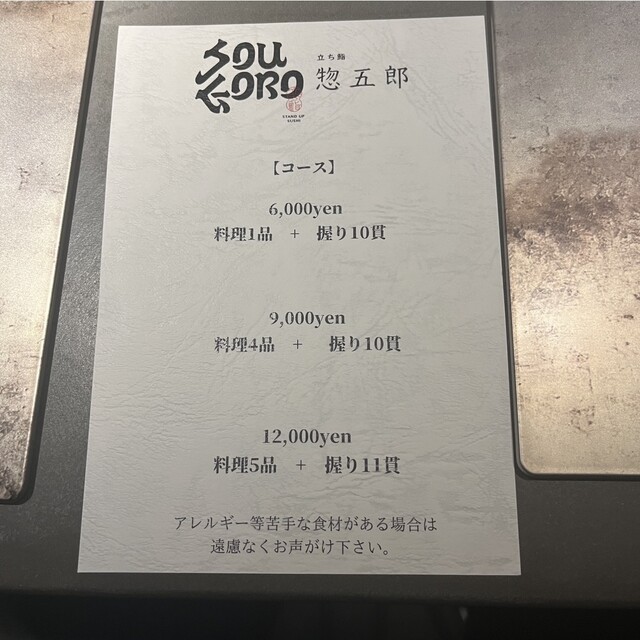 SOU
GORO
立ち鮨
惣五郎
STAND UP
SUSHI
【コース】
6,000yen
料理1品 + 握り10貫
9,000yen
料理4品 + 握り10貫
12,000yen
料理5品 + 握り11貫
アレルギー等苦手な食材がある場合は
遠慮なくお声がけ下さい。